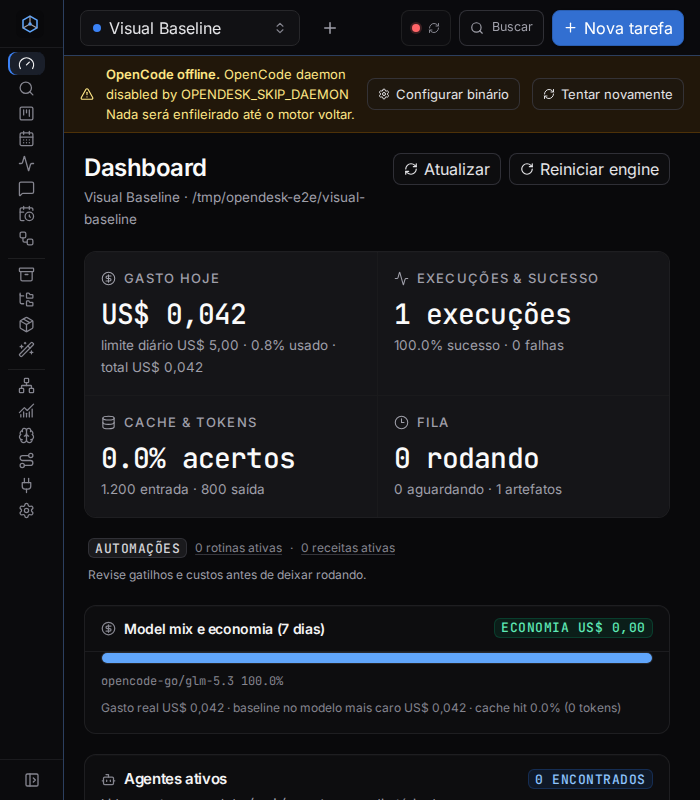 Visual Baseline
Buscar
Nova tarefa
OpenCode offline. OpenCode daemon
disabled by OPENDESK_SKIP_DAEMON
Nada será enfileirado até o motor voltar.
Configurar binário
Tentar novamente
Dashboard
Atualizar
Reiniciar engine
Visual Baseline · /tmp/opendesk-e2e/visual-
baseline
GASTO HOJE
US$ 0,042
limite diário US$ 5,00 · 0.8% usado ·
total US$ 0,042
EXECUÇÕES & SUCESSO
1 execuções
100.0% sucesso · 0 falhas
CACHE & TOKENS
0.0% acertos
1.200 entrada · 800 saída
FILA
0 rodando
0 aguardando · 1 artefatos
AUTOMAÇÕES 0 rotinas ativas · 0 receitas ativas
Revise gatilhos e custos antes de deixar rodando.
Model mix e economia (7 dias)
ECONOMIA US$ 0,00
opencode-go/glm-5.3 100.0%
Gasto real US$ 0,042 · baseline no modelo mais caro US$ 0,042 · cache hit 0.0% (0 tokens)
Agentes ativos
0 ENCONTRADOS